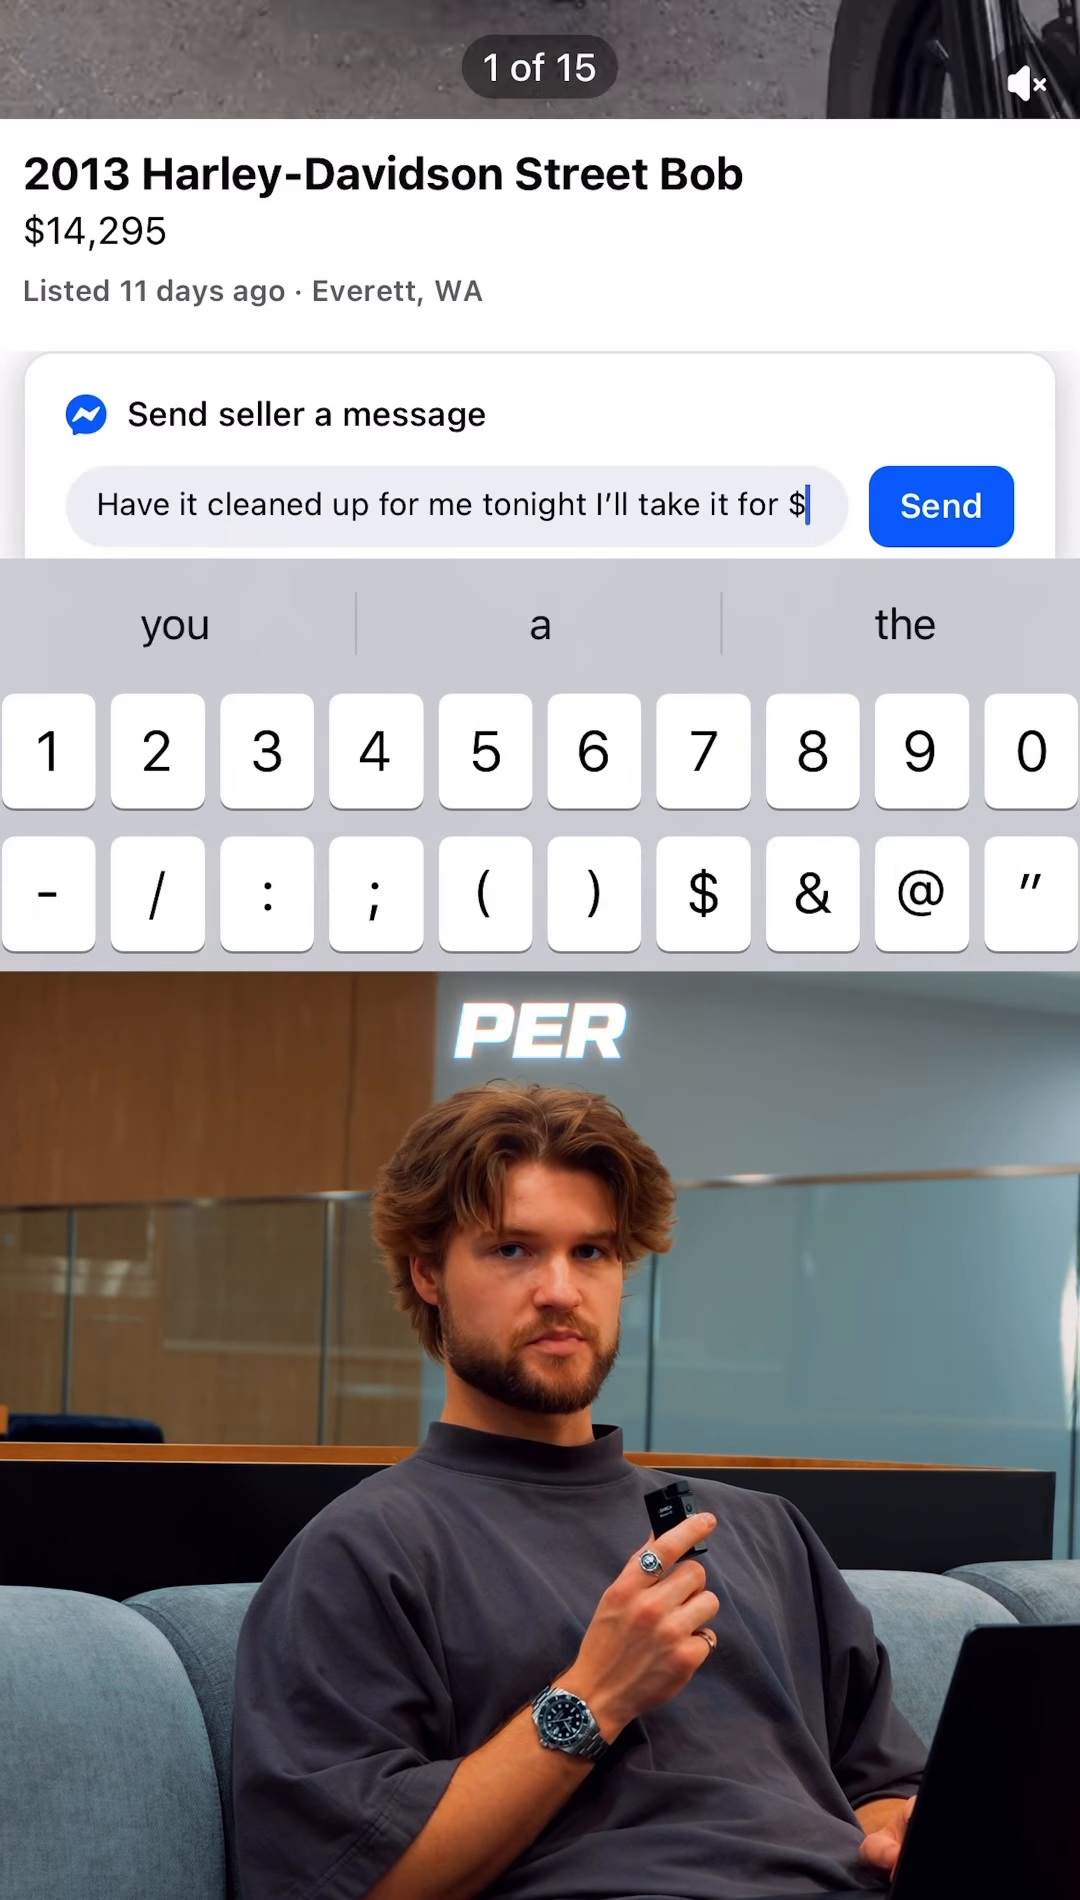 1 of 15
2013 Harley-Davidson Street Bob
$14,295
Listed 11 days ago · Everett, WA
Send seller a message
Have it cleaned up for me tonight I’ll take it for $
Send
you a the
1 2 3 4 5 6 7 8 9 0
- / : ; ( ) $ & @ "
PER